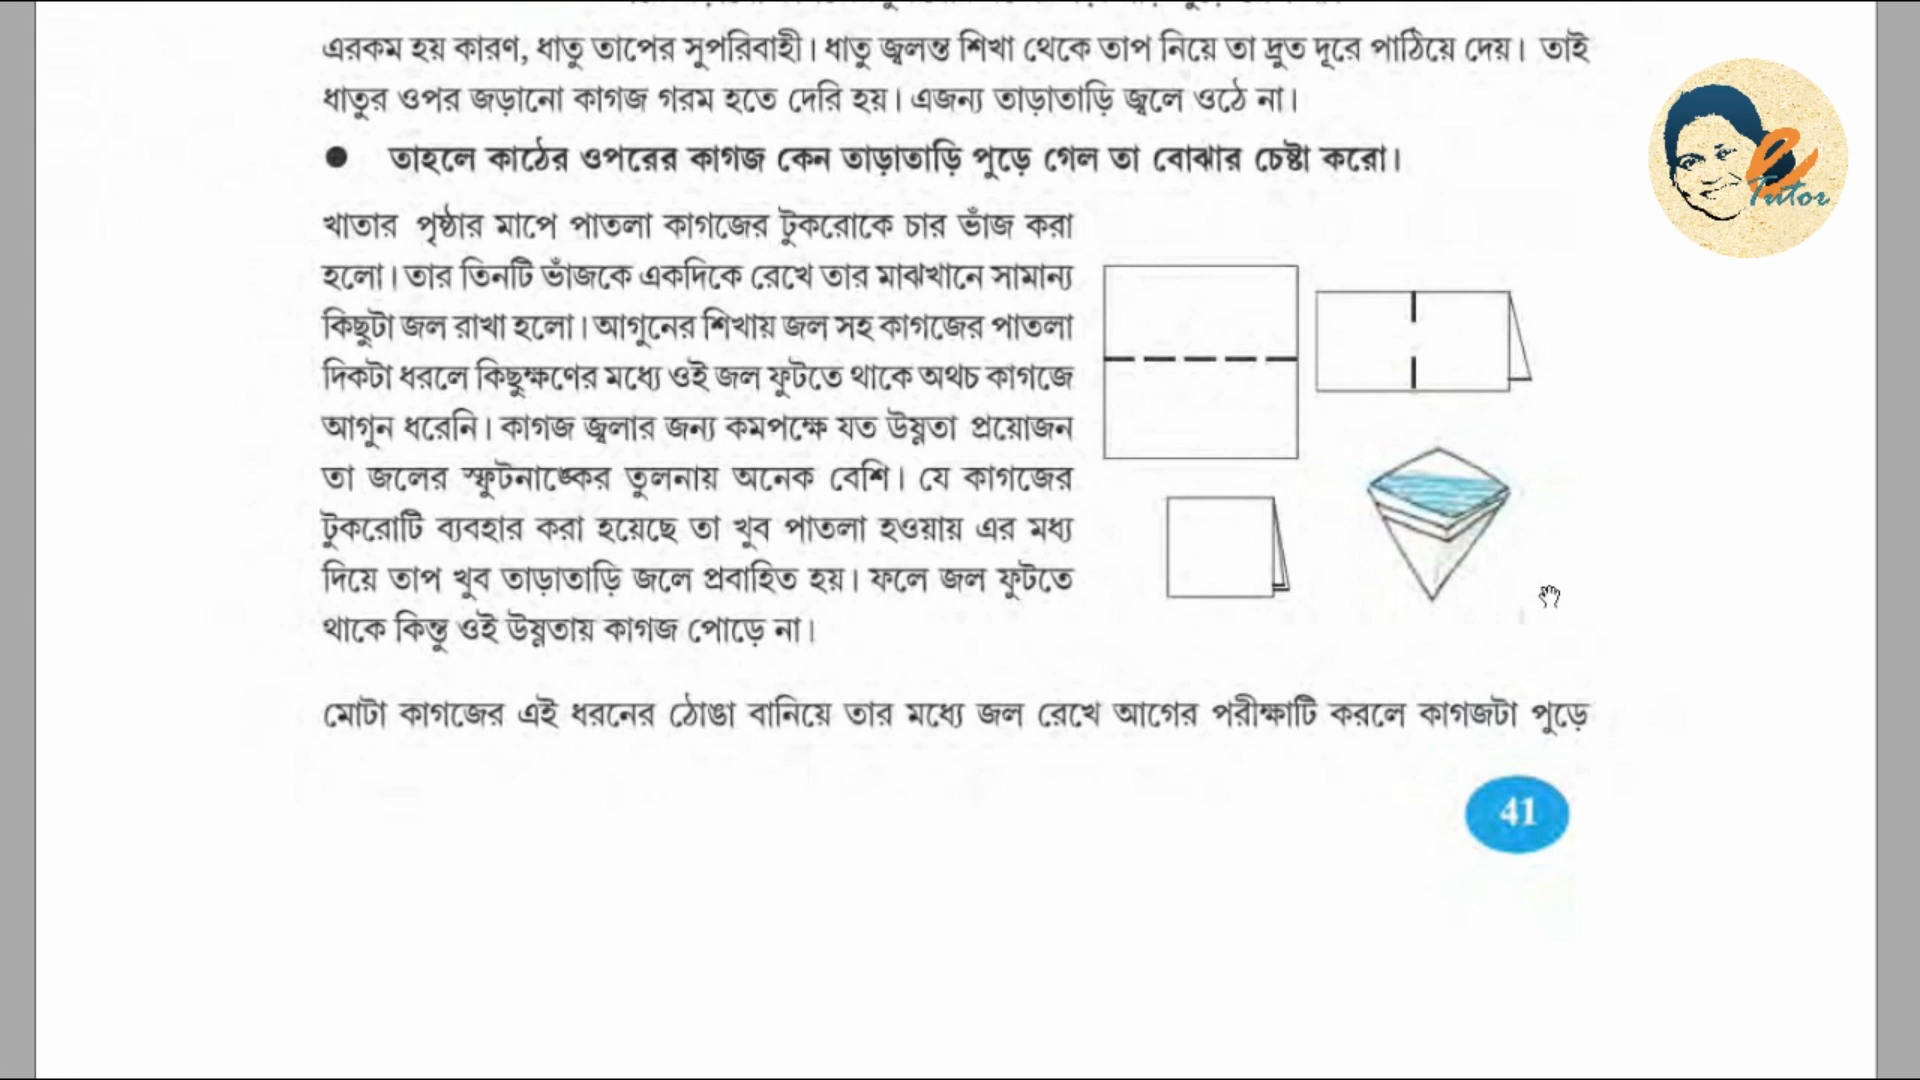 এরকম হয় কারণ, ধাতু তাপের সুপরিবাহী। ধাতু জ্বলন্ত শিখা থেকে তাপ নিয়ে তা দ্রুত দূরে পাঠিয়ে দেয়। তাই
ধাতুর ওপর জড়ানো কাগজ গরম হতে দেরি হয়। এজন্য তাড়াতাড়ি জ্বলে ওঠে না।
● তাহলে কাঠের ওপরের কাগজ কেন তাড়াতাড়ি পুড়ে গেল তা বোঝার চেষ্টা করো।
খাতার পৃষ্ঠার মাপে পাতলা কাগজের টুকরোকে চার ভাঁজ করা
হলো। তার তিনটি ভাঁজকে একদিকে রেখে তার মাঝখানে সামান্য
কিছুটা জল রাখা হলো। আগুনের শিখায় জল সহ কাগজের পাতলা
দিকটা ধরলে কিছুক্ষণের মধ্যে ওই জল ফুটতে থাকে অথচ কাগজে
আগুন ধরেনি। কাগজ জ্বলার জন্য কমপক্ষে যত উষ্ণতা প্রয়োজন
তা জলের স্ফুটনাঙ্কের তুলনায় অনেক বেশি। যে কাগজের
টুকরোটি ব্যবহার করা হয়েছে তা খুব পাতলা হওয়ায় এর মধ্য
দিয়ে তাপ খুব তাড়াতাড়ি জলে প্রবাহিত হয়। ফলে জল ফুটতে
থাকে কিন্তু ওই উষ্ণতায় কাগজ পোড়ে না।
মোটা কাগজের এই ধরনের ঠোঙা বানিয়ে তার মধ্যে জল রেখে আগের পরীক্ষাটি করলে কাগজটা পুড়ে
41
e
Tutor